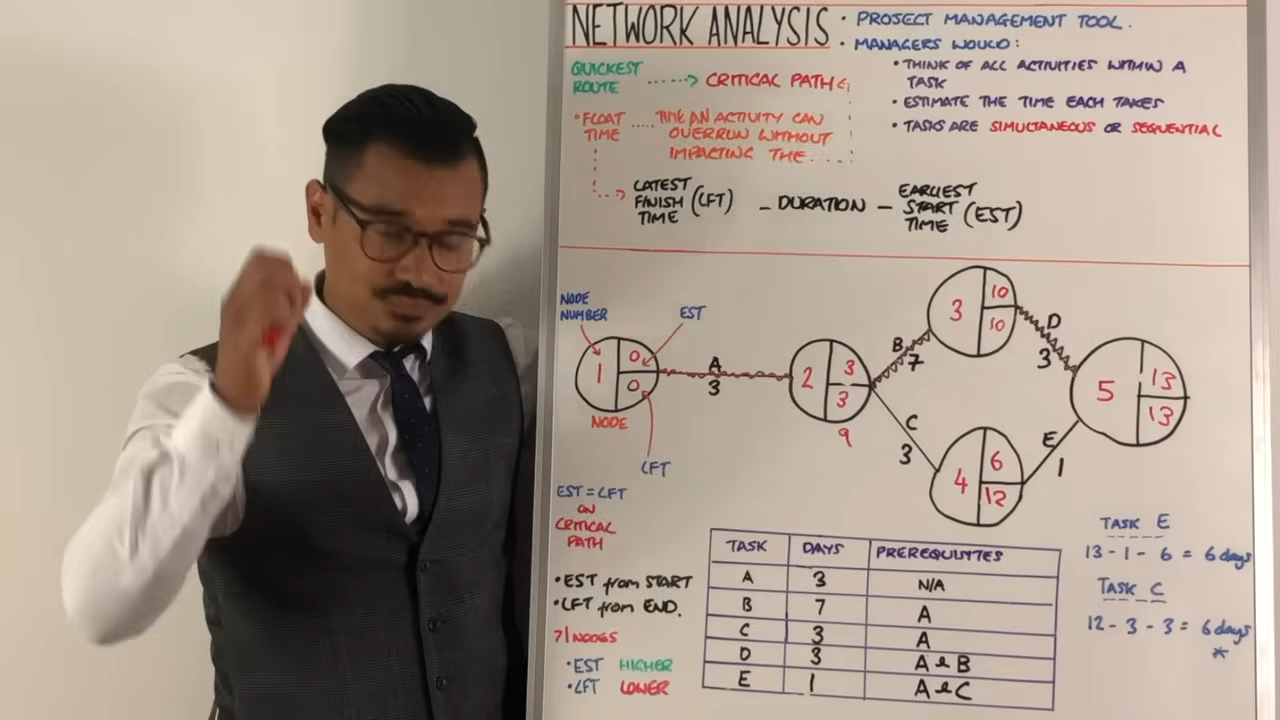 NETWORK ANALYSIS
• PROJECT MANAGEMENT TOOL.
• MANAGERS WOULD:
• THINK OF ALL ACTIVITIES WITHIN A
TASK
• ESTIMATE THE TIME EACH TAKES
• TASKS ARE SIMULTANEOUS OR SEQUENTIAL
QUICKEST
ROUTE
CRITICAL PATH
• FLOAT
TIME
TIME AN ACTIVITY CAN
OVERRUN WITHOUT
IMPACTING THE
LATEST
FINISH (LFT)
TIME
- DURATION -
EARLIEST
START (EST)
TIME
NODE
NUMBER
EST
1
0
0
NODE
LFT
A
3
2
3
3
9
B
7
3
10
10
D
3
C
3
4
6
12
E
1
5
13
13
EST = LFT
ON
CRITICAL
PATH
• EST from START
• LFT from END.
7/NODES
• EST HIGHER
• LFT LOWER
TASK DAYS PREREQUISITES
A 3 N/A
B 7 A
C 3 A
D 3 A & B
E 1 A & C
TASK E
13 - 1 - 6 = 6 days
TASK C
12 - 3 - 3 = 6 days
*